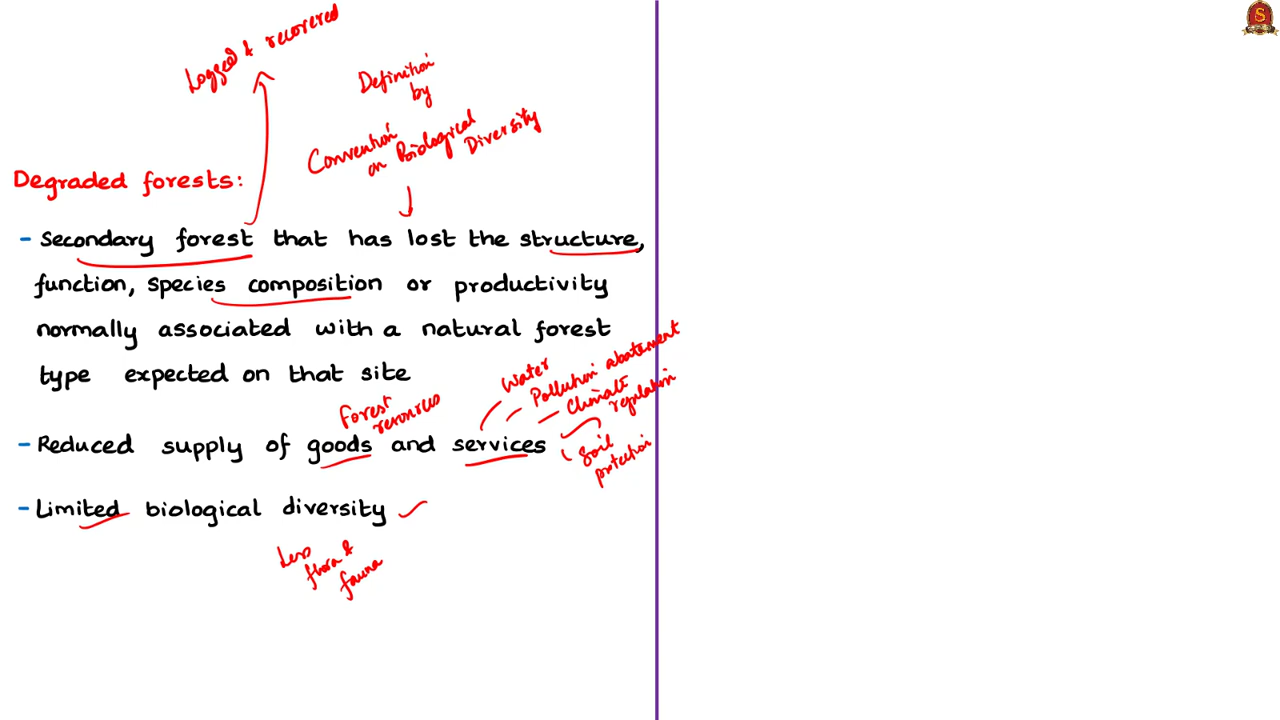 Logged & recovered
Definition
by
Convention
on Biological
Diversity
Degraded forests:
- Secondary forest that has lost the structure,
function, species composition or productivity
normally associated with a natural forest
type expected on that site
Water
Pollution abatement
Climate
regulation
Forest
resources
- Reduced supply of goods and services
Soil
protection
- Limited biological diversity
Less
flora &
fauna
S